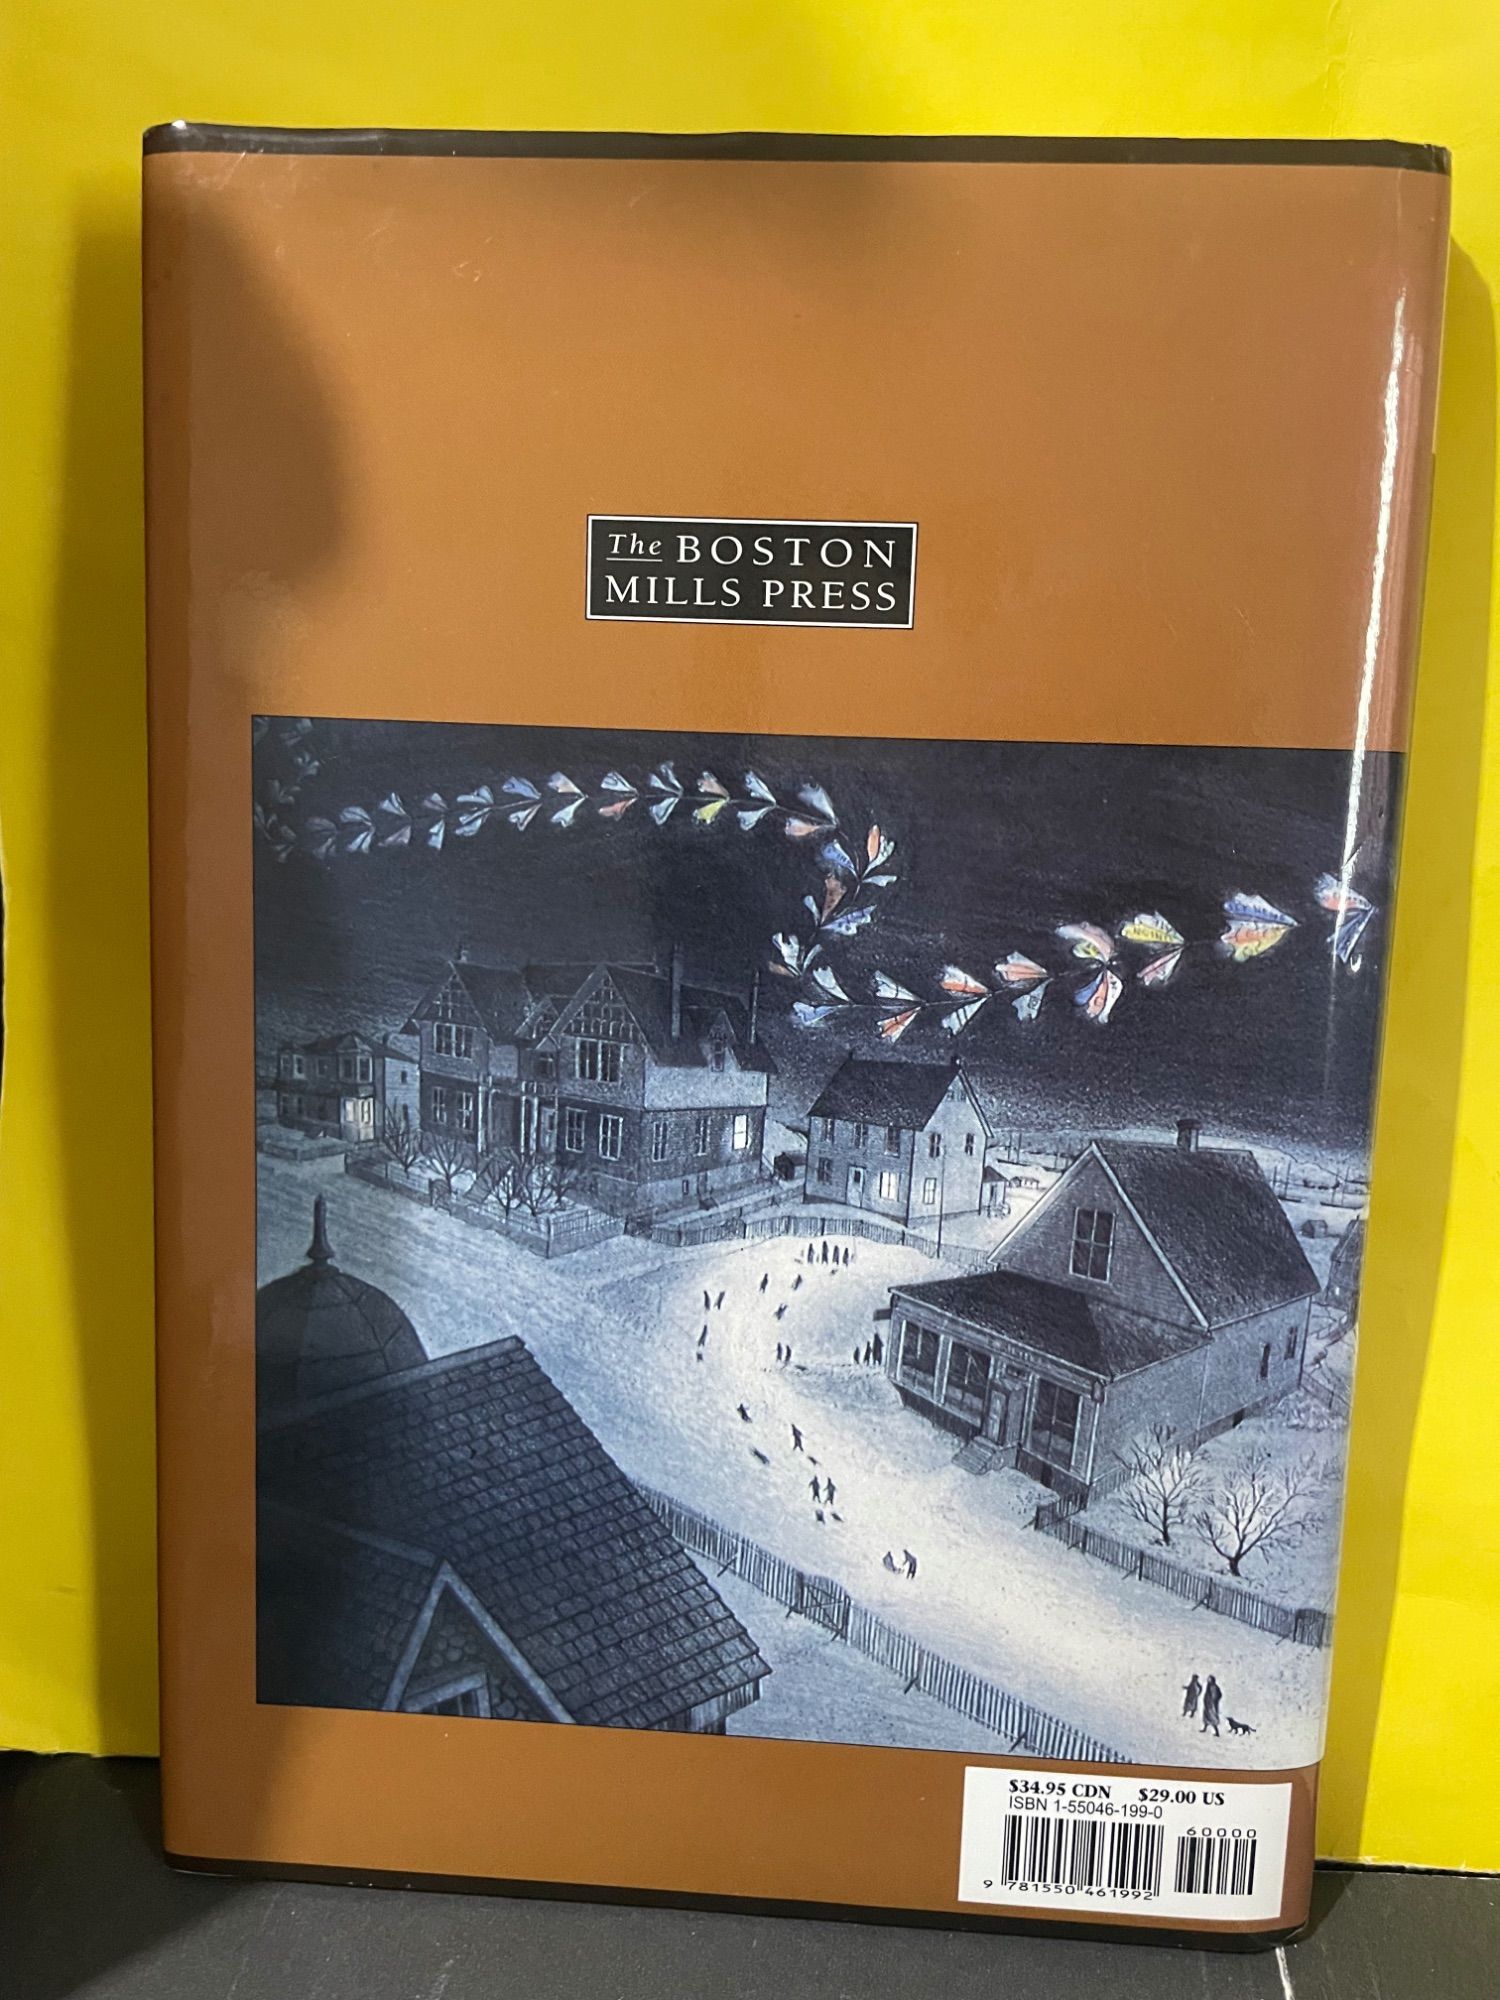 The BOSTON
MILLS PRESS
$34.95 CDN $29.00 US
ISBN 1-55046-199-0
60000
9 781550 461992